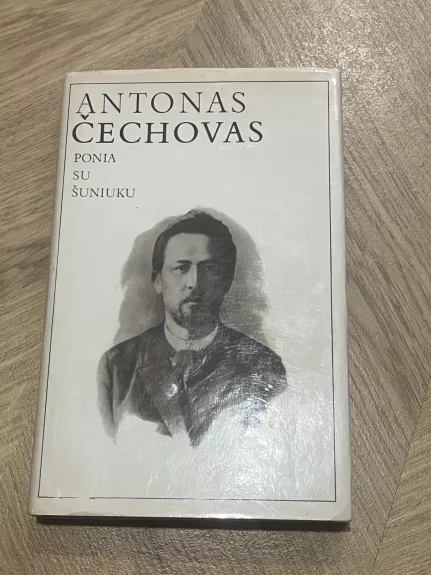 ANTONAS
ČECHOVAS
PONIA
SU
ŠUNIUKU